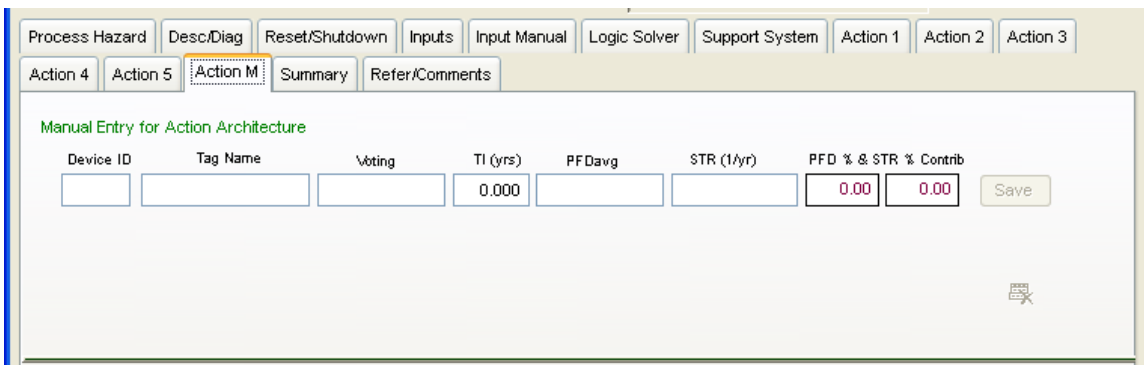 Process Hazard Desc/Diag Reset/Shutdown Inputs Input Manual Logic Solver Support System Action 1 Action 2 Action 3
Action 4 Action 5 Action M Summary Refer/Comments
Manual Entry for Action Architecture
Device ID Tag Name Voting TI (yrs) PFDavg STR (1/yr) PFD % & STR % Contrib
0.000 0.00 0.00 Save